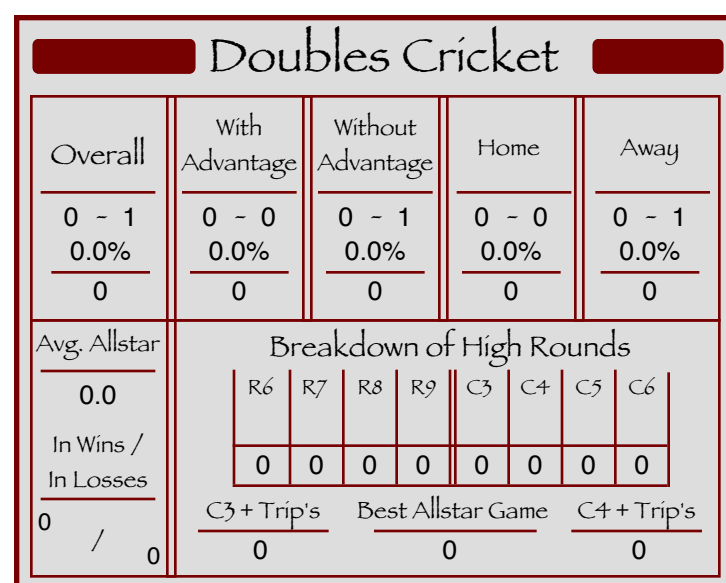 Doubles Cricket
Overall
With
Advantage
Without
Advantage
Home
Away
0 ~ 1
0 ~ 0
0 ~ 1
0 ~ 0
0 ~ 1
0.0%
0.0%
0.0%
0.0%
0.0%
0
0
0
0
0
Avg. Allstar
0.0
In Wins /
In Losses
0
/
0
Breakdown of High Rounds
R6 R7 R8 R9 C3 C4 C5 C6
0 0 0 0 0 0 0 0
C3 + Trip's
Best Allstar Game
C4 + Trip's
0
0
0